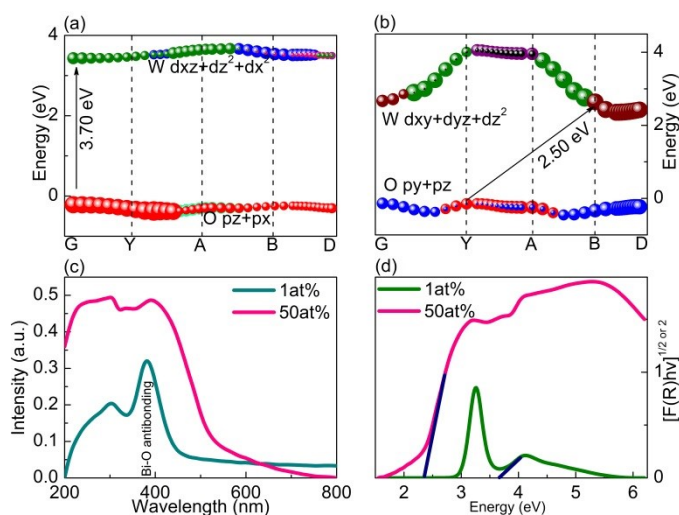 (a)
4
2
0
Energy (eV)
W dxz+dz²+dx²
3.70 eV
O pz+px
G Y A B D
(b)
4
2
0
Energy (eV)
W dxy+dyz+dz²
2.50 eV
O py+pz
G Y A B D
(c)
0.5
0.4
0.3
0.2
0.1
0.0
Intensity (a.u.)
1at%
50at%
Bi-O antibonding
200 400 600 800
Wavelength (nm)
(d)
1at%
50at%
1
0
[F(R)hv]^1/2 or 2
2 3 4 5 6
Energy (eV)